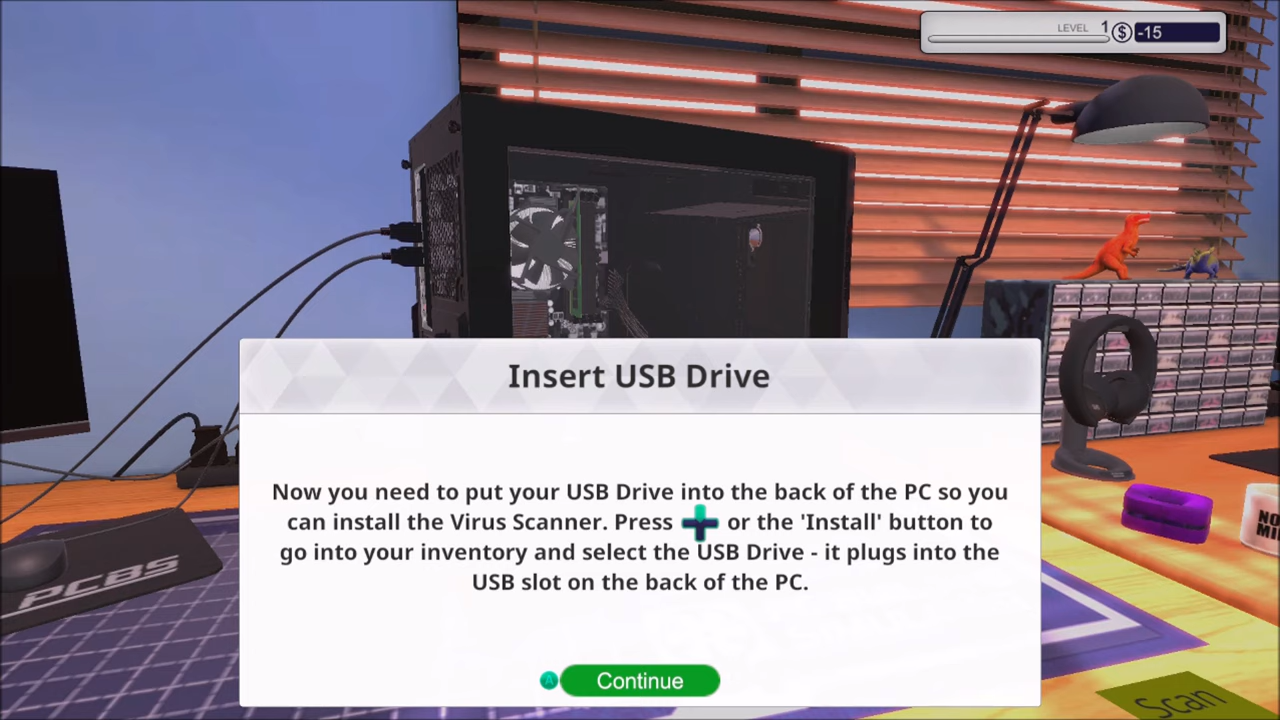 LEVEL 1 $ -15
Insert USB Drive
Now you need to put your USB Drive into the back of the PC so you
can install the Virus Scanner. Press or the 'Install' button to
go into your inventory and select the USB Drive - it plugs into the
USB slot on the back of the PC.
PCBS
A Continue
Scan